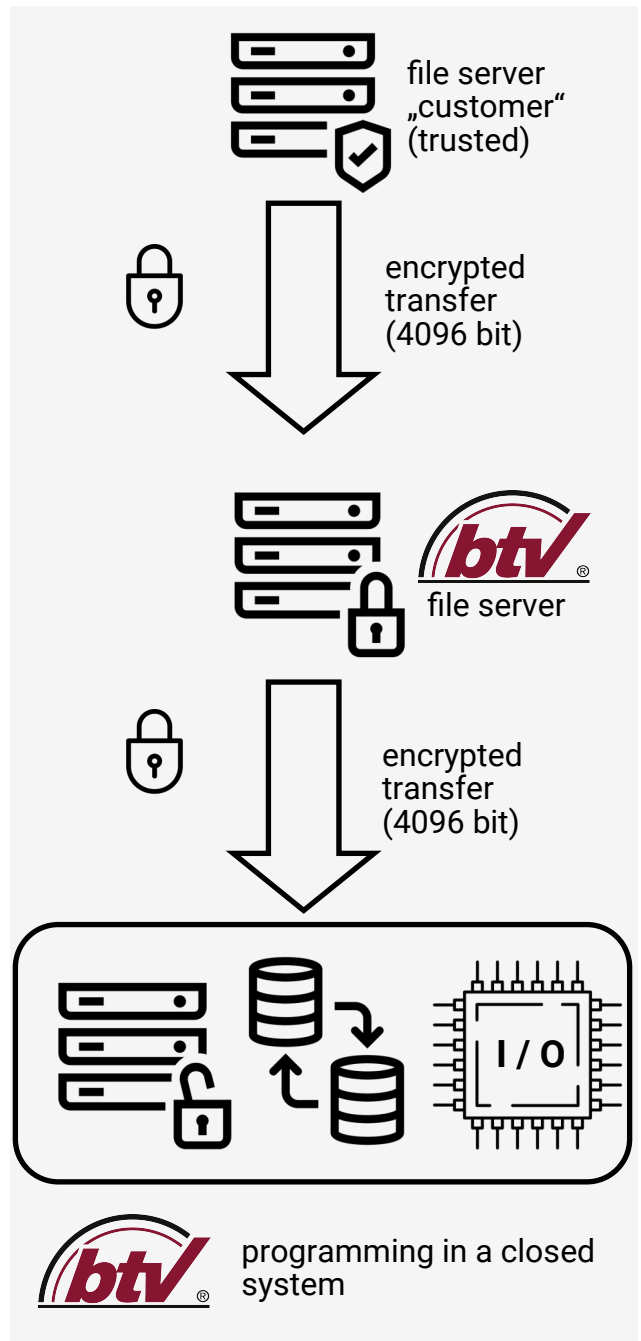 file server
„customer“
(trusted)
encrypted
transfer
(4096 bit)
btv®
file server
encrypted
transfer
(4096 bit)
I / O
btv®
programming in a closed
system